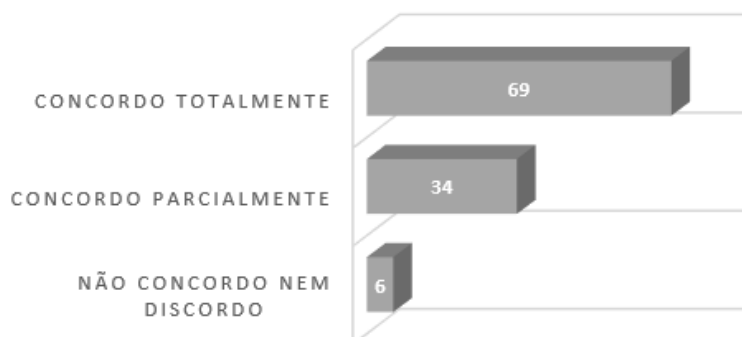 CONCORDO TOTALMENTE
69
CONCORDO PARCIALMENTE
34
NÃO CONCORDO NEM
DISCORDO
6